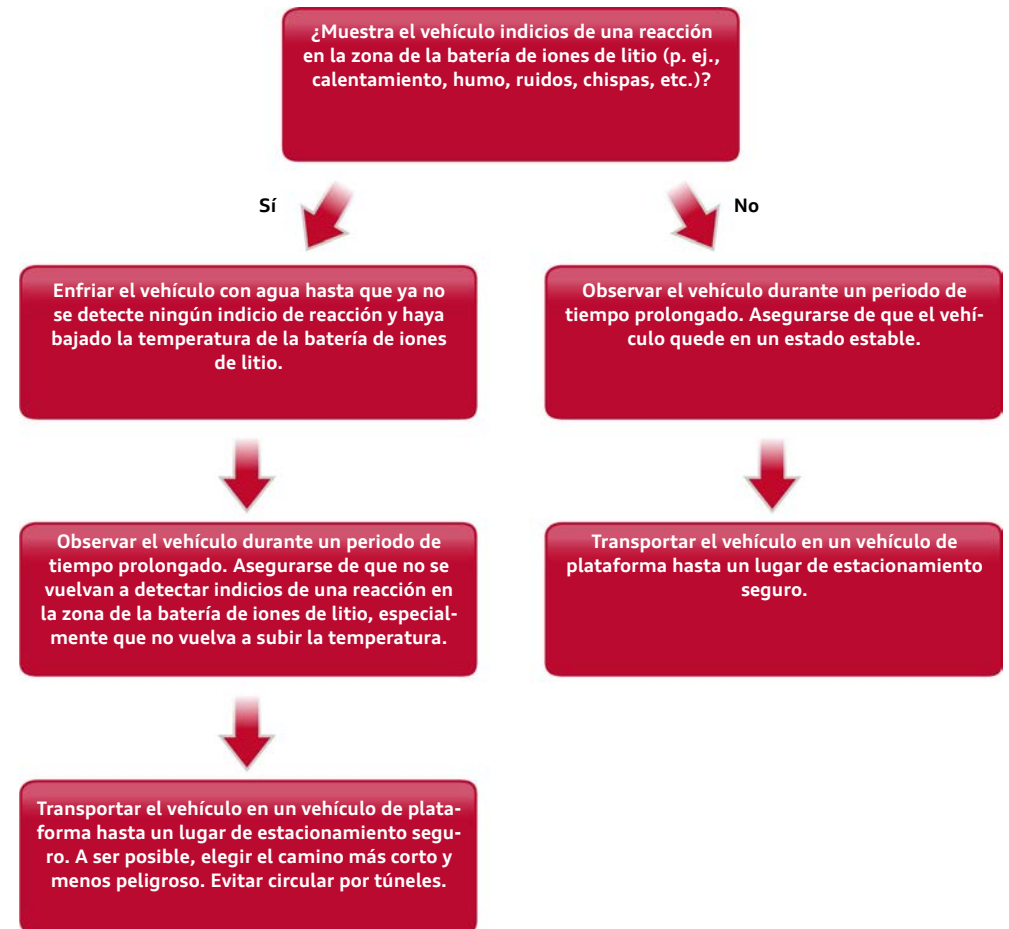 ¿Muestra el vehículo indicios de una reacción
en la zona de la batería de iones de litio (p. ej.,
calentamiento, humo, ruidos, chispas, etc.)?
Sí
No
Enfriar el vehículo con agua hasta que ya no
se detecte ningún indicio de reacción y haya
bajado la temperatura de la batería de iones
de litio.
Observar el vehículo durante un periodo de
tiempo prolongado. Asegurarse de que el vehí-
culo quede en un estado estable.
Observar el vehículo durante un periodo de
tiempo prolongado. Asegurarse de que no se
vuelvan a detectar indicios de una reacción en
la zona de la batería de iones de litio, especial-
mente que no vuelva a subir la temperatura.
Transportar el vehículo en un vehículo de
plataforma hasta un lugar de estacionamiento
seguro.
Transportar el vehículo en un vehículo de plata-
forma hasta un lugar de estacionamiento segu-
ro. A ser posible, elegir el camino más corto y
menos peligroso. Evitar circular por túneles.